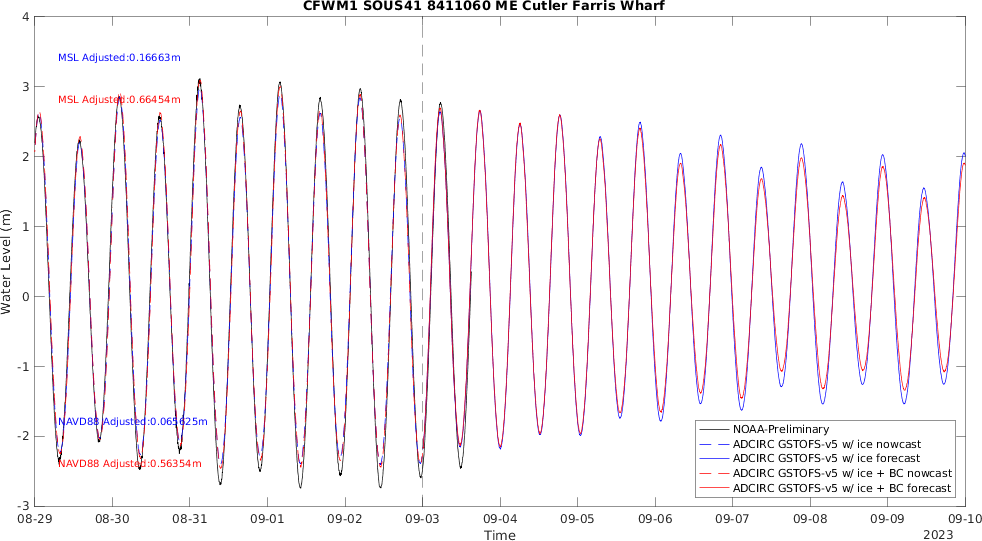 CFWM1 SOUS41 8411060 ME Cutler Farris Wharf
4
3
2
1
0
-1
-2
-3
Water Level (m)
MSL Adjusted:0.16663m
MSL Adjusted:0.66454m
NAVD88 Adjusted:0.065625m
NAVD88 Adjusted:0.56354m
NOAA-Preliminary
ADCIRC GSTOFS-v5 w/ ice nowcast
ADCIRC GSTOFS-v5 w/ ice forecast
ADCIRC GSTOFS-v5 w/ ice + BC nowcast
ADCIRC GSTOFS-v5 w/ ice + BC forecast
08-29 08-30 08-31 09-01 09-02 09-03 09-04 09-05 09-06 09-07 09-08 09-09 09-10
Time
2023